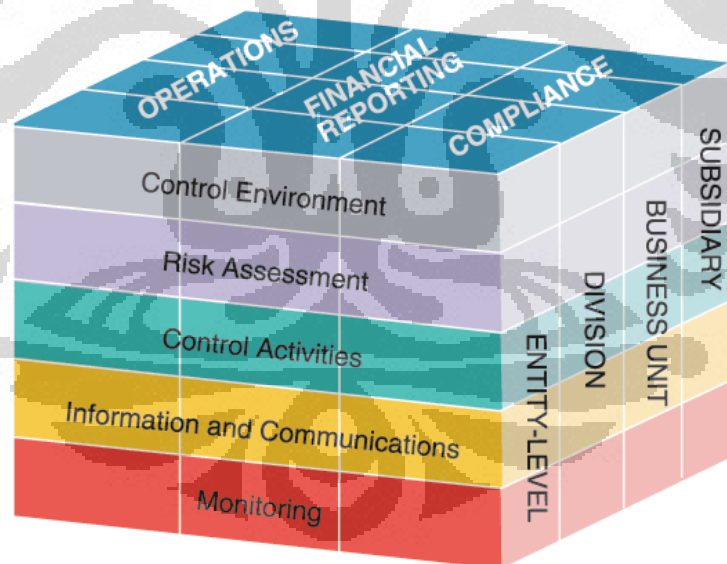 OPERATIONS
FINANCIAL
REPORTING
COMPLIANCE
Control Environment
Risk Assessment
Control Activities
Information and Communications
Monitoring
ENTITY-LEVEL
DIVISION
BUSINESS UNIT
SUBSIDIARY